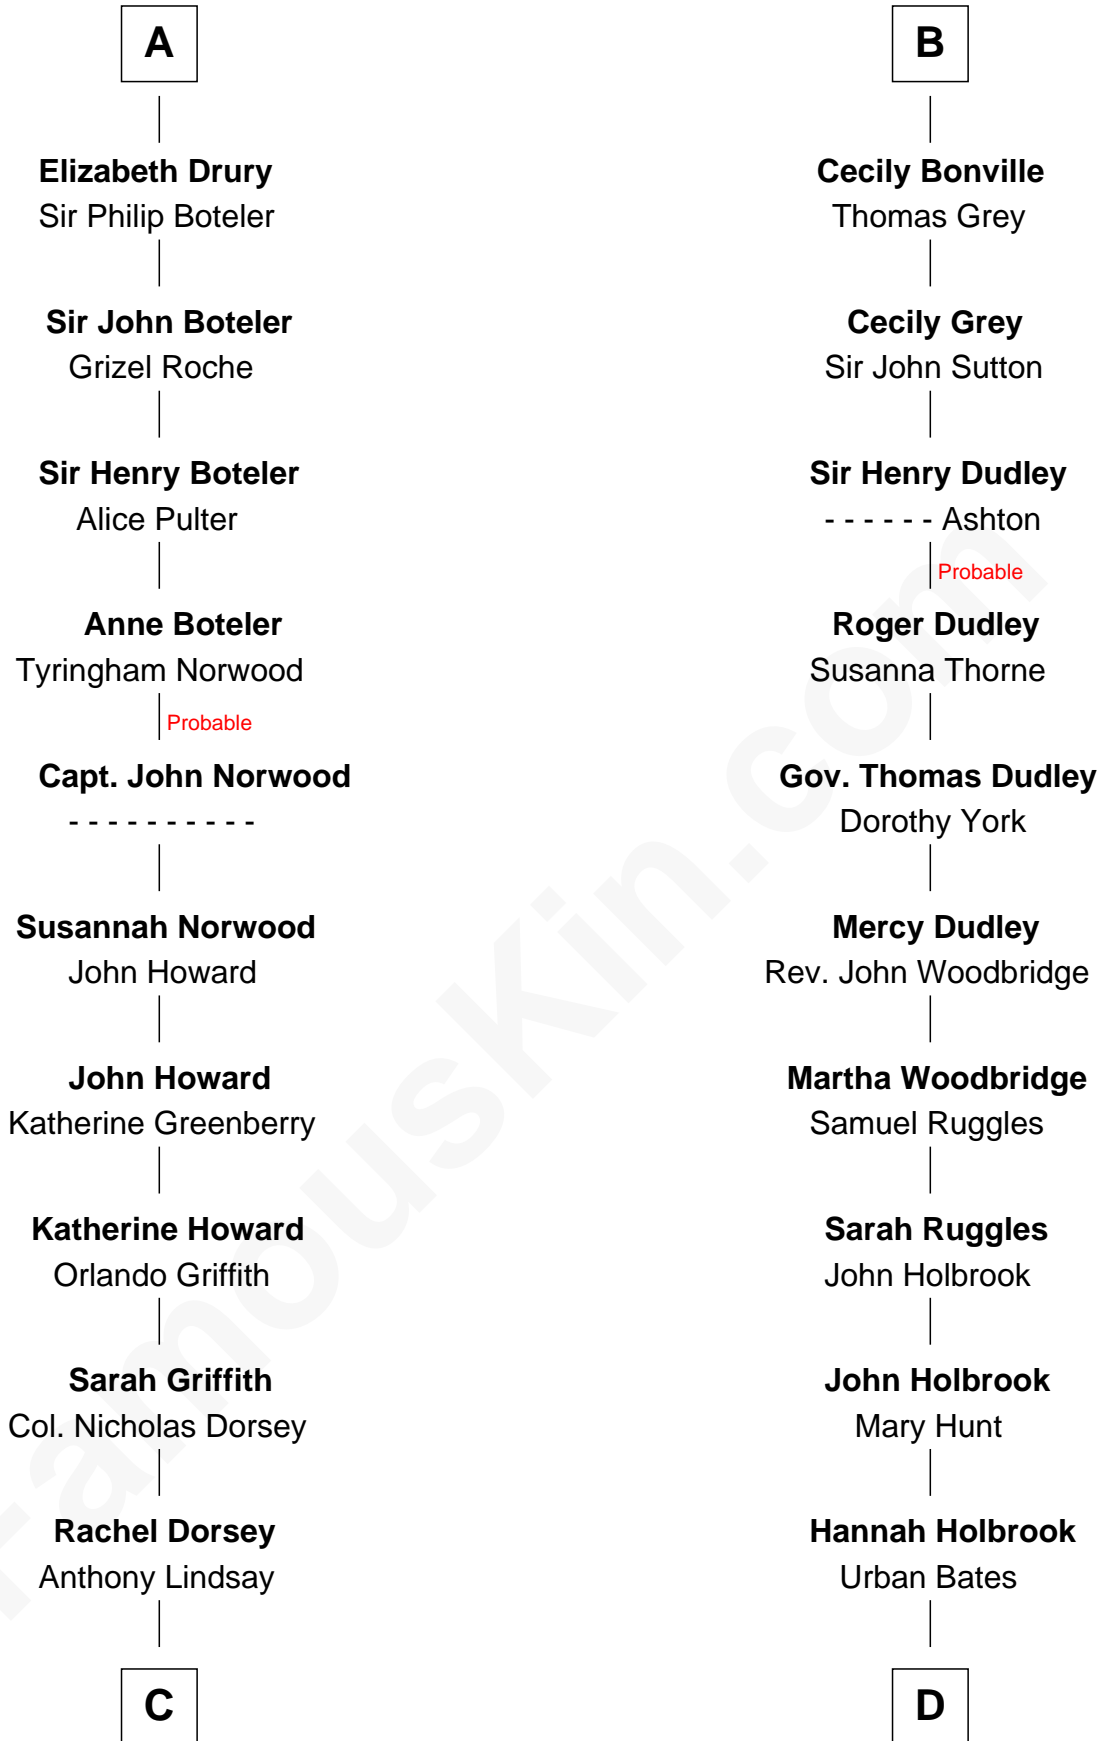 A
Elizabeth Drury
Sir Philip Boteler
Sir John Boteler
Grizel Roche
Sir Henry Boteler
Alice Pulter
Anne Boteler
Tyringham Norwood
Probable
Capt. John Norwood
- - - - - - - - - -
Susannah Norwood
John Howard
John Howard
Katherine Greenberry
Katherine Howard
Orlando Griffith
Sarah Griffith
Col. Nicholas Dorsey
Rachel Dorsey
Anthony Lindsay
C
B
Cecily Bonville
Thomas Grey
Cecily Grey
Sir John Sutton
Sir Henry Dudley
- - - - - - Ashton
Probable
Roger Dudley
Susanna Thorne
Gov. Thomas Dudley
Dorothy York
Mercy Dudley
Rev. John Woodbridge
Martha Woodbridge
Samuel Ruggles
Sarah Ruggles
John Holbrook
John Holbrook
Mary Hunt
Hannah Holbrook
Urban Bates
D
FamousKin.com